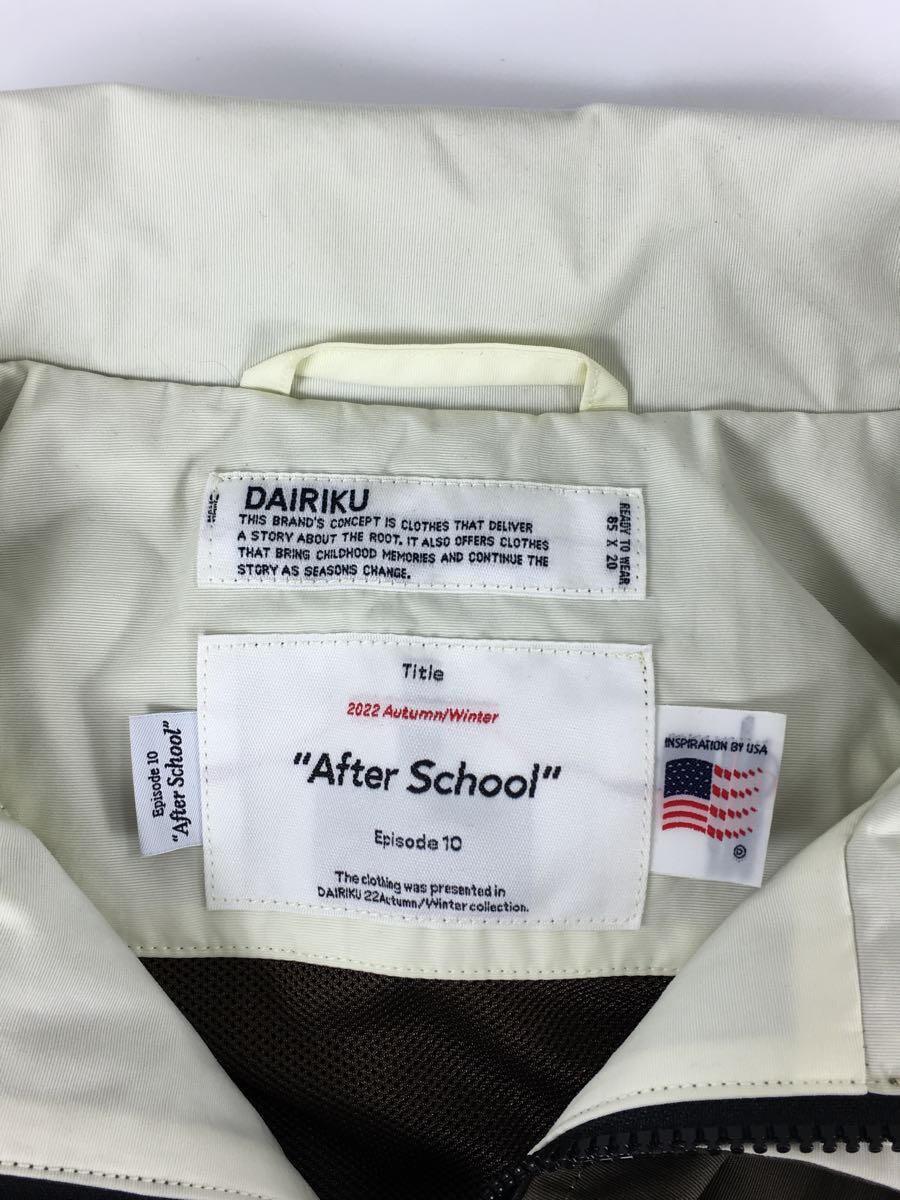 DAIRIKU
THIS BRAND'S CONCEPT IS CLOTHES THAT DELIVER
A STORY ABOUT THE ROOT. IT ALSO OFFERS CLOTHES
THAT BRING CHILDHOOD MEMORIES AND CONTINUE THE
STORY AS SEASONS CHANGE.
READY TO WEAR
85 X 20
Title
2022 Autumn/Winter
"After School"
Episode 10
The clothing was presented in
DAIRIKU 22Autumn/Winter collection.
Episode 10
"After School"
INSPIRATION BY USA